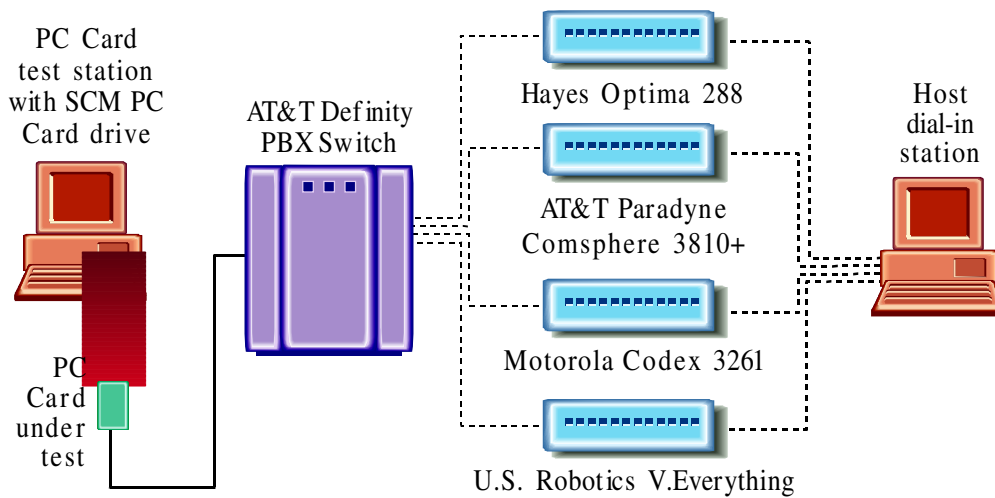 PC Card
test station
with SCM PC
Card drive
AT&T Definity
PBX Switch
Hayes Optima 288
AT&T Paradyne
Comsphere 3810+
Motorola Codex 3261
U.S. Robotics V.Everything
Host
dial-in
station
PC
Card
under
test